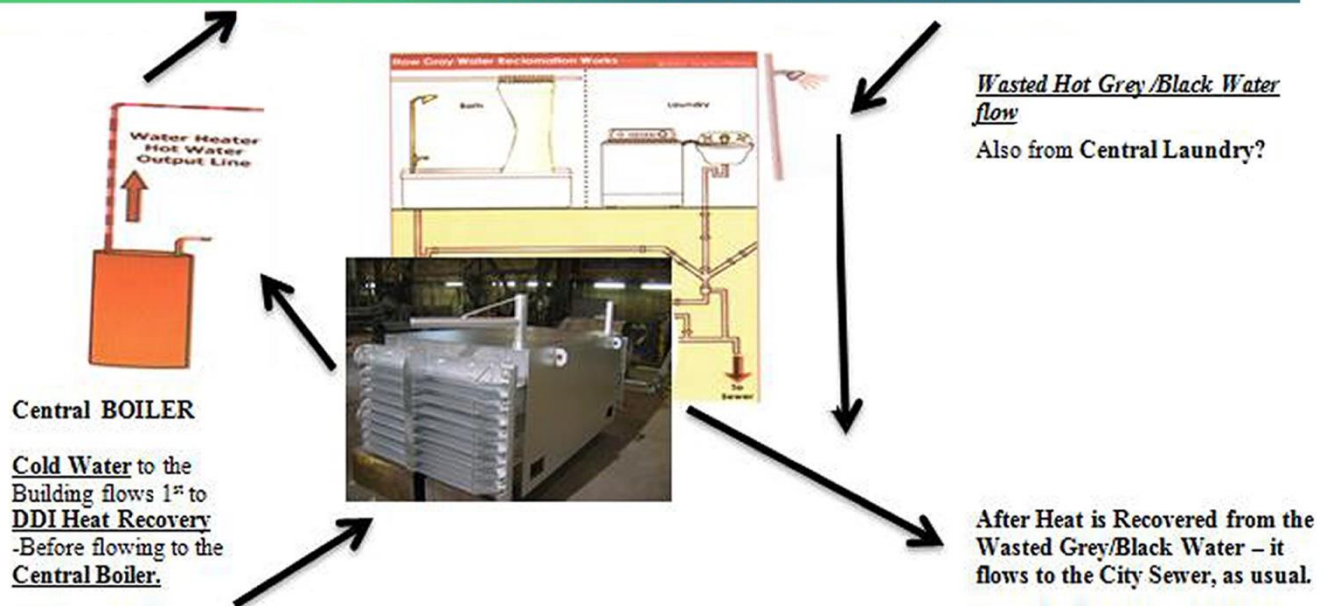 How Gray Water Reclamation Works
Bath
Laundry
Water Heater
Hot Water
Output Line
To
Sewer
Wasted Hot Grey /Black Water
flow
Also from Central Laundry?
Central BOILER
Cold Water to the
Building flows 1st to
DDI Heat Recovery
-Before flowing to the
Central Boiler.
After Heat is Recovered from the
Wasted Grey/Black Water – it
flows to the City Sewer, as usual.